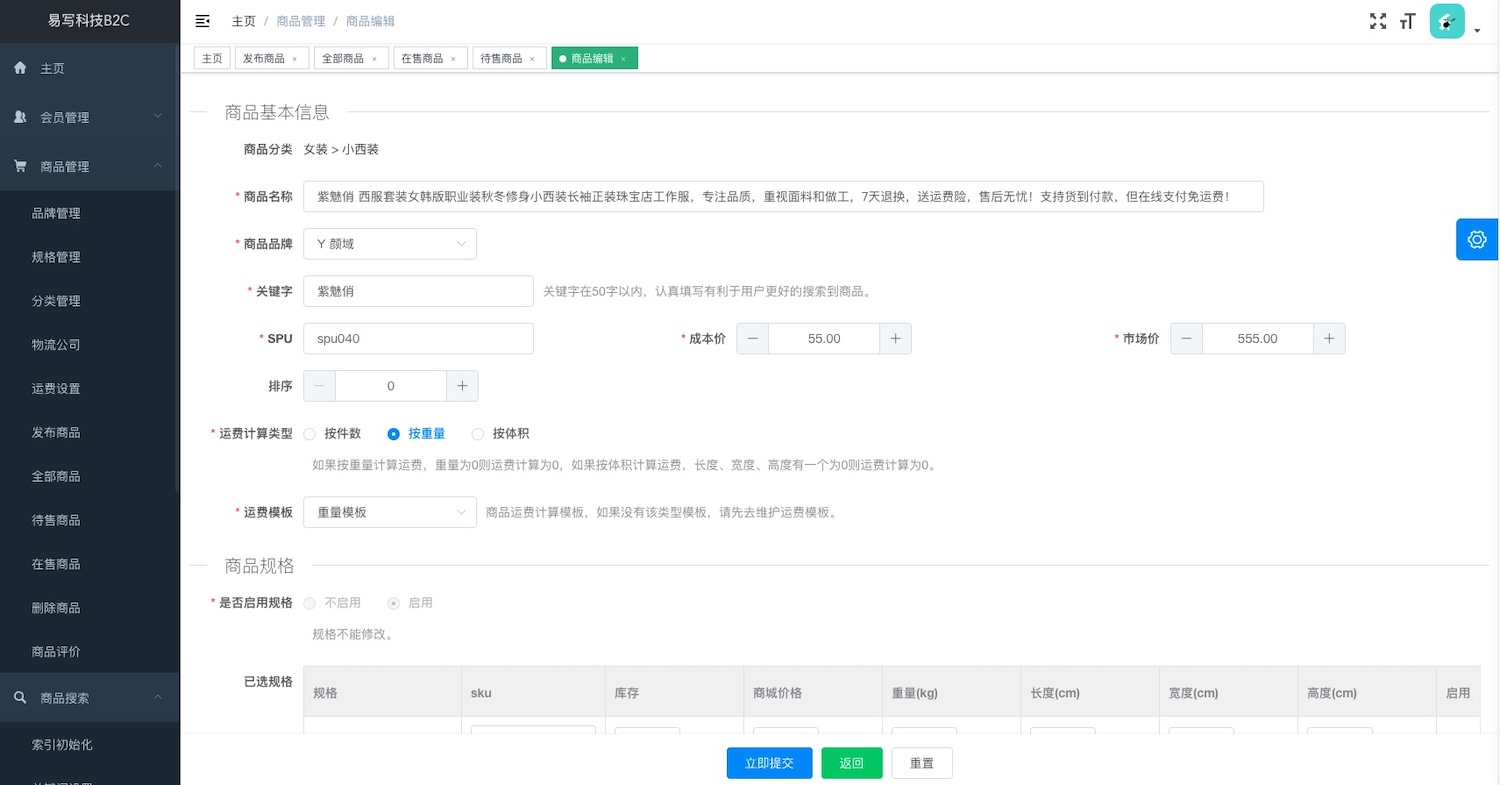 易写科技B2C
主页 / 商品管理 / 商品编辑
主页 发布商品 × 全部商品 × 在售商品 × 待售商品 × 商品编辑 ×
主页
会员管理
商品管理
品牌管理
规格管理
分类管理
物流公司
运费设置
发布商品
全部商品
待售商品
在售商品
删除商品
商品评价
商品搜索
索引初始化
商品基本信息
商品分类 女装 > 小西装
* 商品名称 紫魅俏 西服套装女韩版职业装秋冬修身小西装长袖正装珠宝店工作服，专注品质，重视面料和做工，7天退换，送运费险，售后无忧！支持货到付款，但在线支付免运费！
* 商品品牌 Y 颜域
* 关键字 紫魅俏 关键字在50字以内，认真填写有利于用户更好的搜索到商品。
* SPU spu040 * 成本价 55.00 * 市场价 555.00
排序 0
* 运费计算类型 按件数 按重量 按体积
如果按重量计算运费，重量为0则运费计算为0，如果按体积计算运费，长度、宽度、高度有一个为0则运费计算为0。
* 运费模板 重量模板 商品运费计算模板，如果没有该类型模板，请先去维护运费模板。
商品规格
* 是否启用规格 不启用 启用
规格不能修改。
已选规格 规格 sku 库存 商城价格 重量(kg) 长度(cm) 宽度(cm) 高度(cm) 启用
立即提交 返回 重置